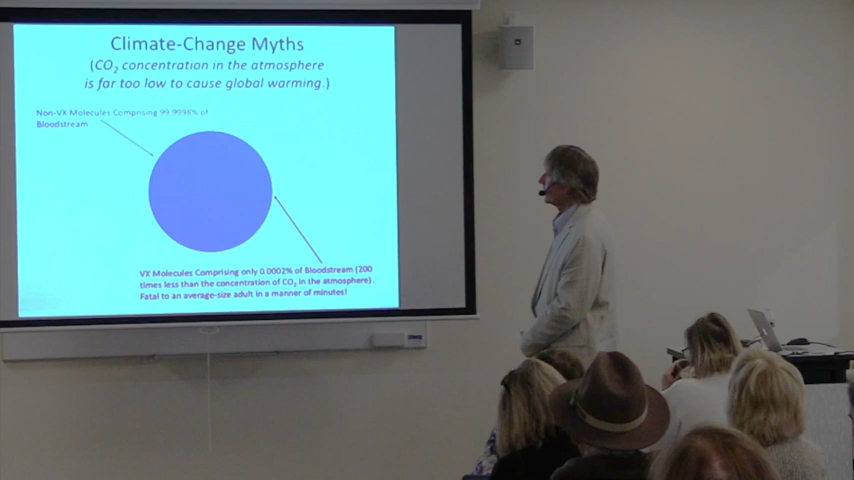 Climate-Change Myths
(CO₂ concentration in the atmosphere
is far too low to cause global warming.)
Non-VX Molecules Comprising 99.9998% of
Bloodstream
VX Molecules Comprising only 0.0002% of Bloodstream (200
times less than the concentration of CO₂ in the atmosphere) .
Fatal to an average-size adult in a manner of minutes!